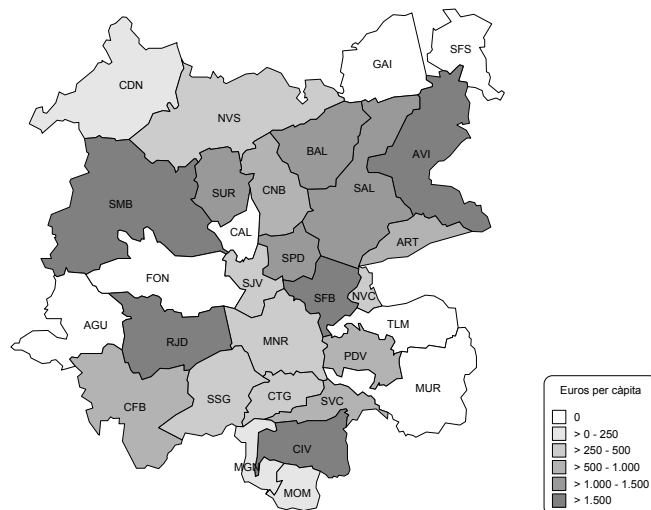 SFS
GAI
CDN
NVS
BAL
AVI
SUR
CNB
SAL
SMB
CAL
ART
SPD
FON
SJV
SFB
NVC
AGU
TLM
RJD
MNR
PDV
MUR
SSG
CTG
SVC
CFB
CIV
MGN
MOM
Euros per càpita
0
> 0 - 250
> 250 - 500
> 500 - 1.000
> 1.000 - 1.500
> 1.500